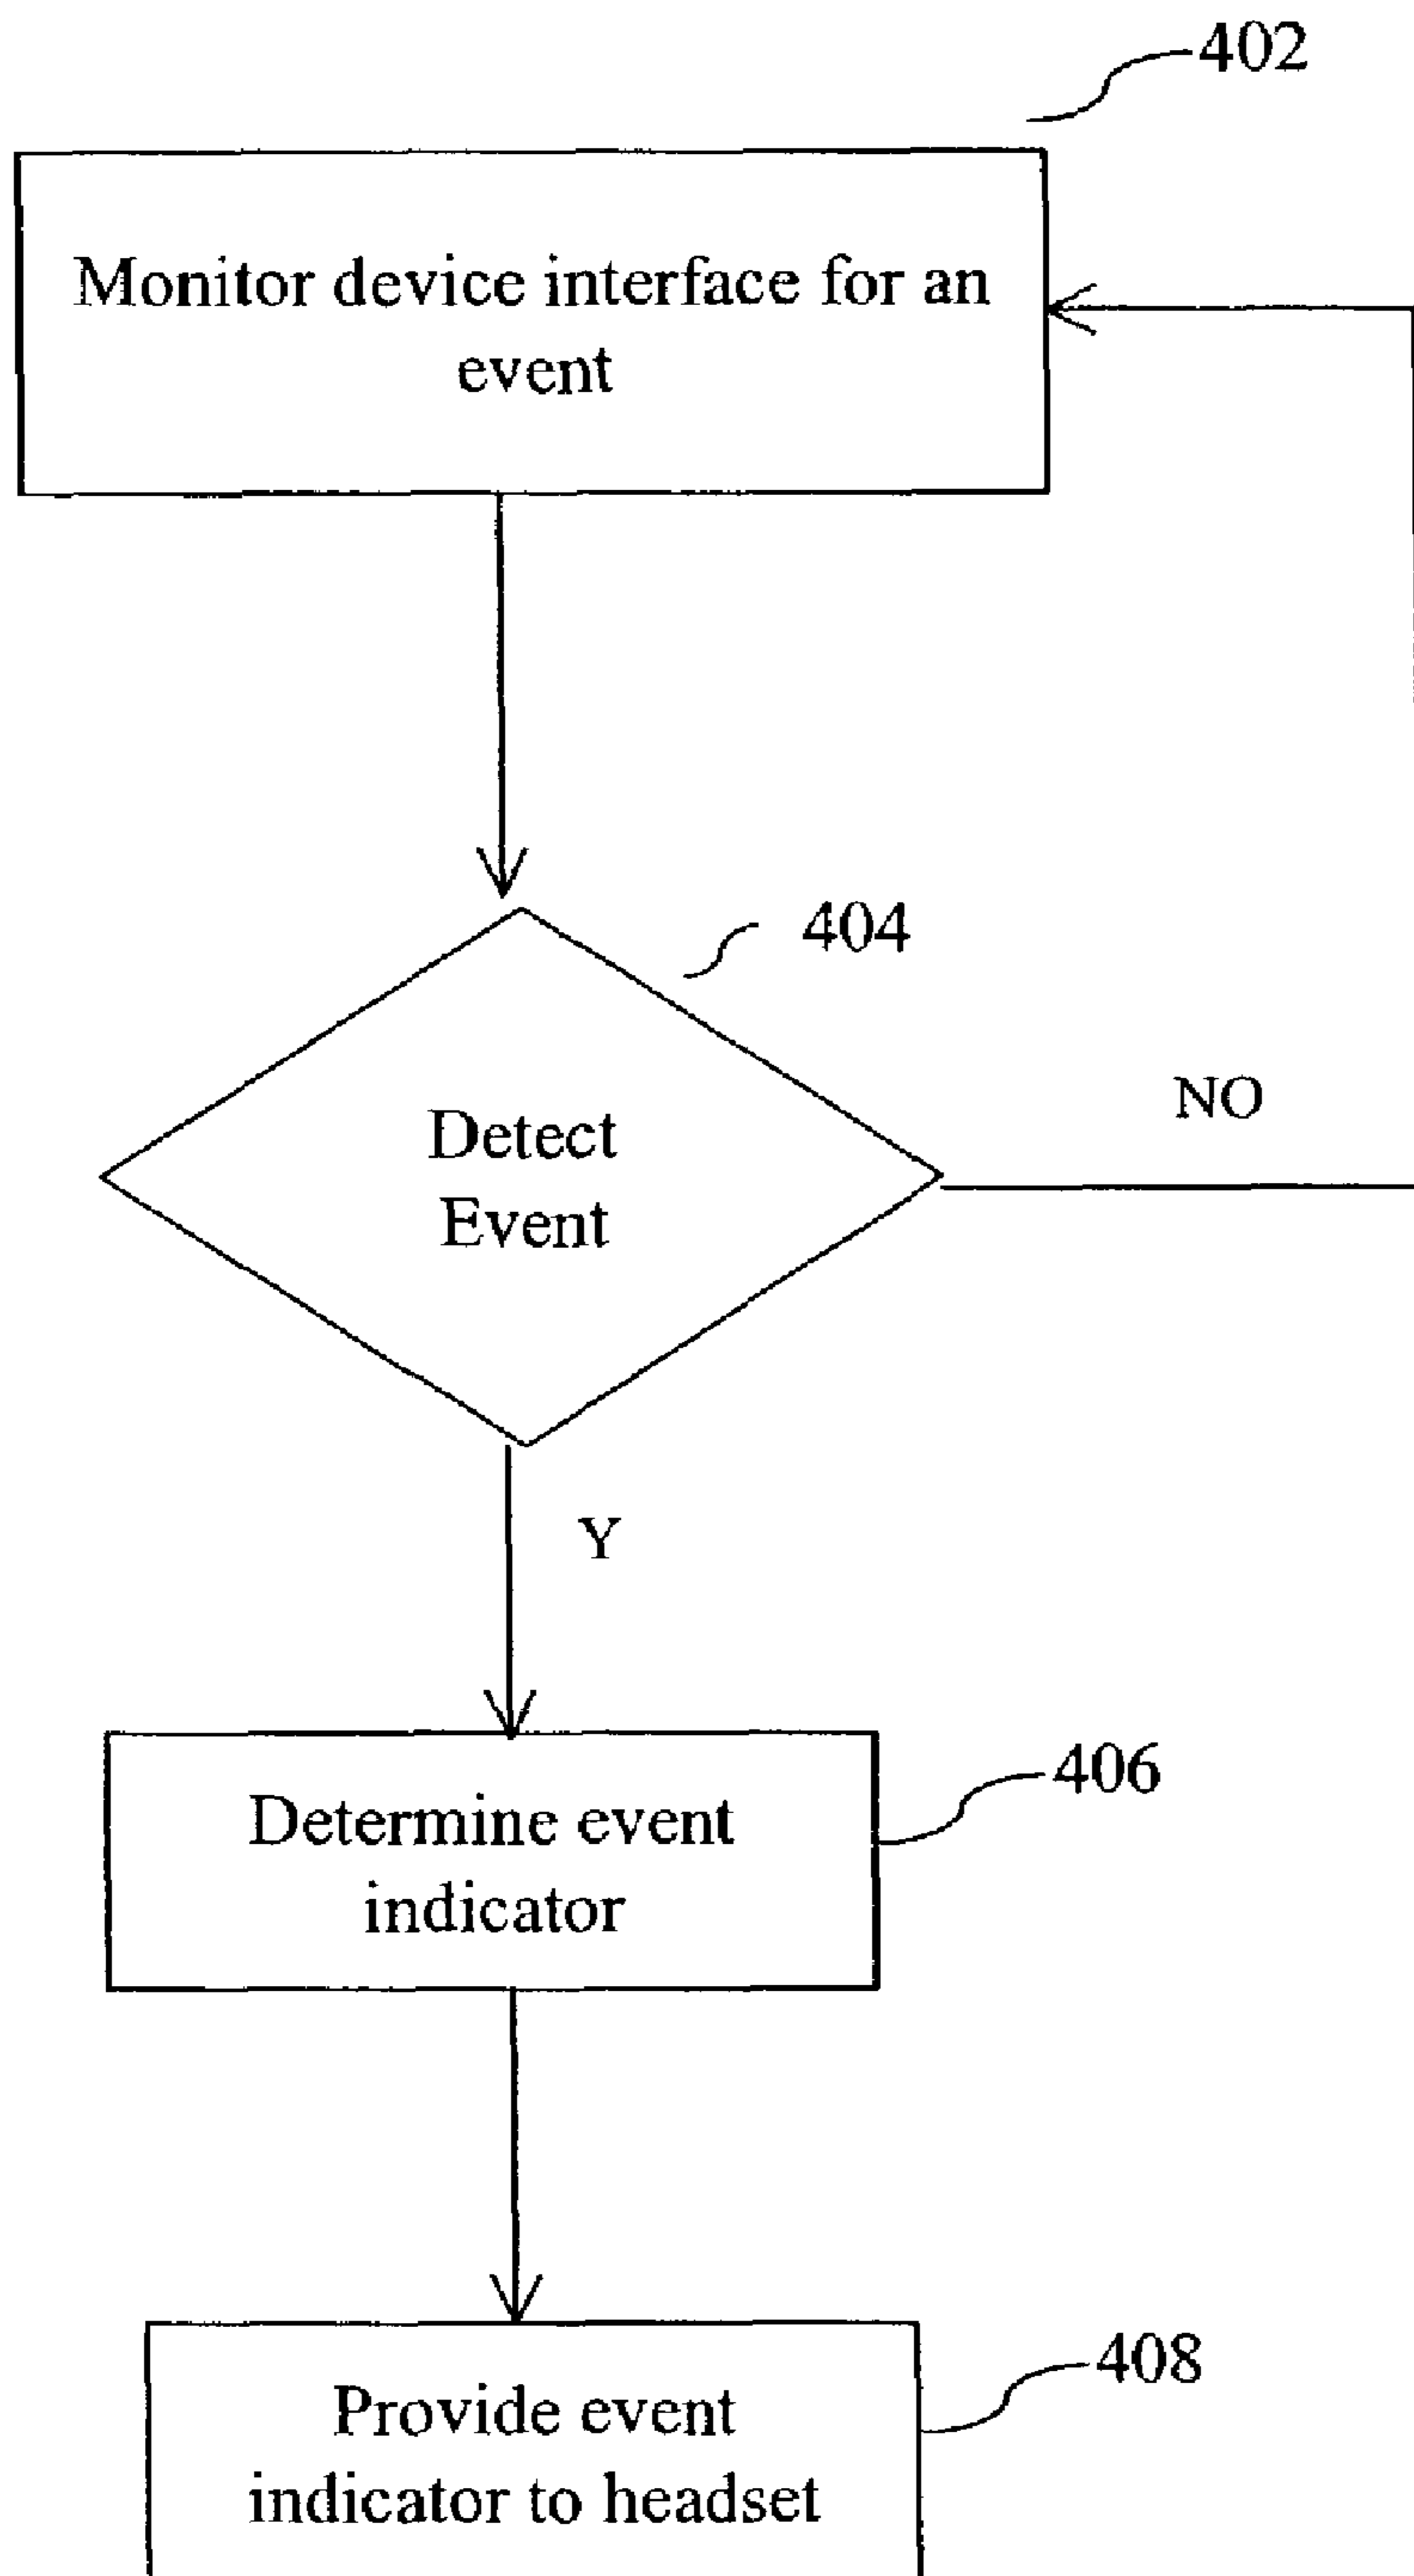 402
Monitor device interface for an
event
404
Detect
Event
NO
Y
406
Determine event
indicator
408
Provide event
indicator to headset